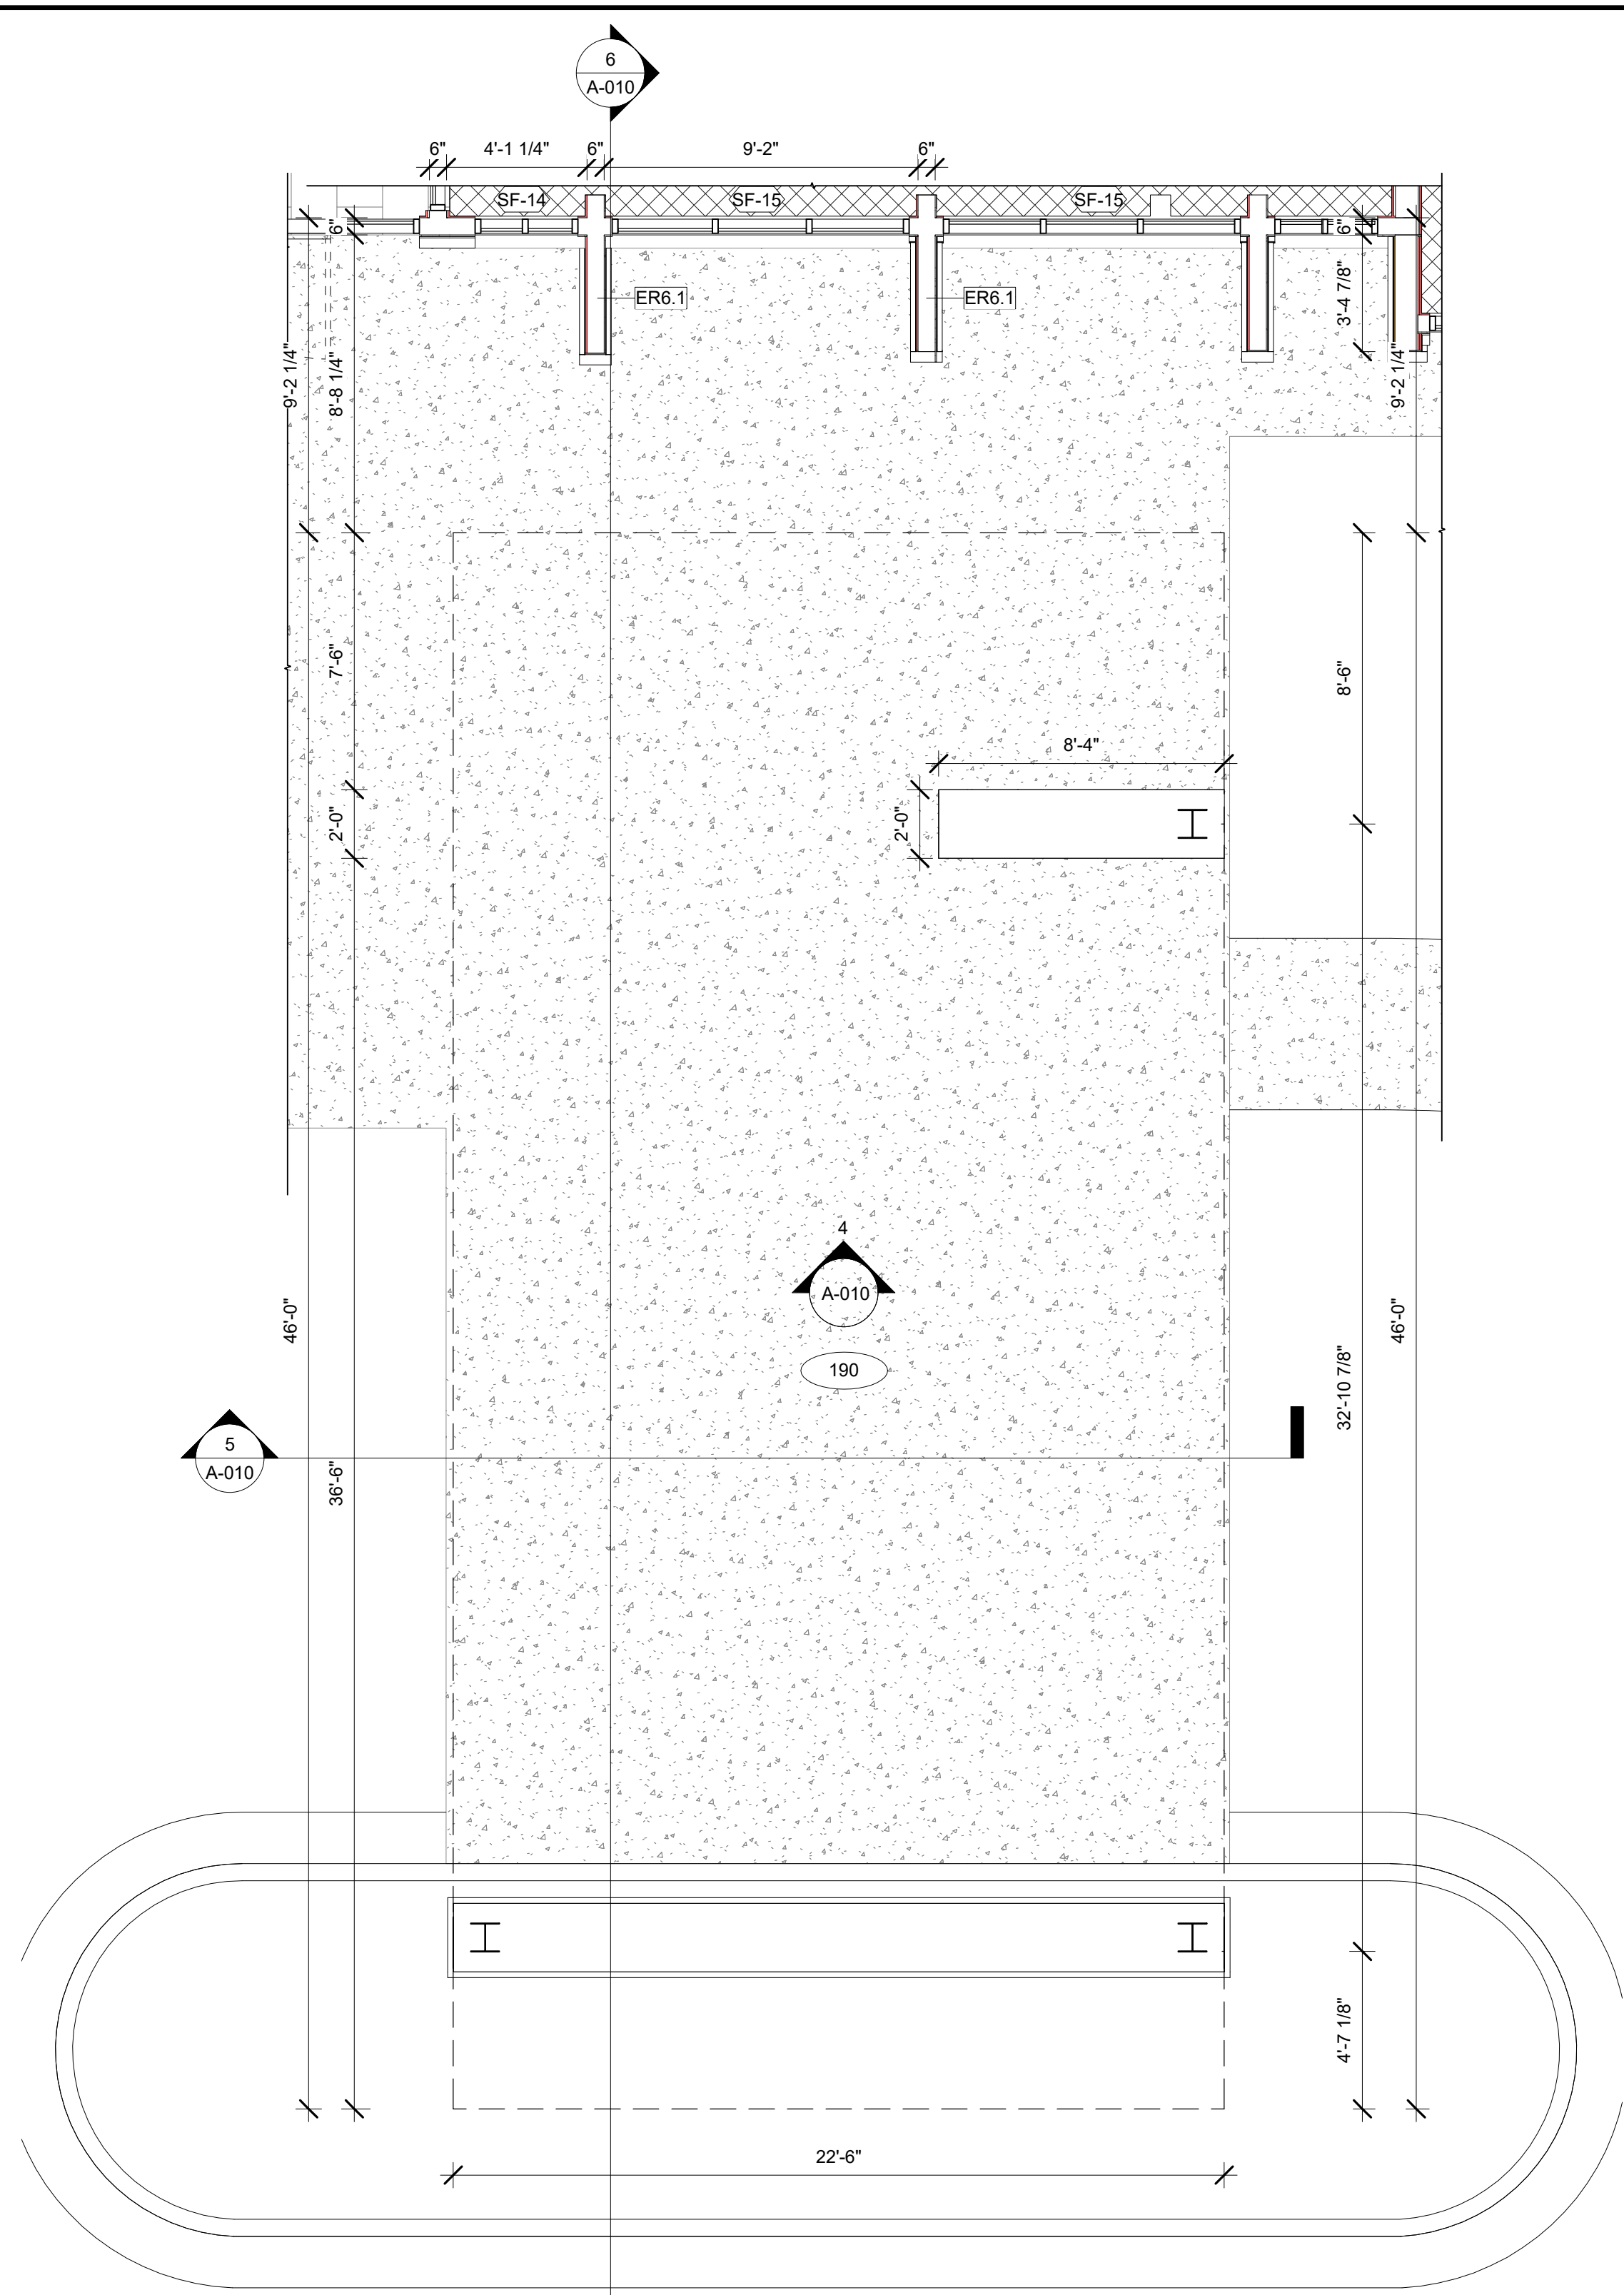 6
A-010
6" 4'-1 1/4" 6" 9'-2" 6"
SF-14 SF-15 SF-15
6" 6"
ER6.1 ER6.1
3'-4 7/8"
9'-2 1/4" 8'-8 1/4" 9'-2 1/4"
7'-6" 8'-6"
8'-4"
2'-0" 2'-0"
4
A-010
46'-0" 46'-0"
190
32'-10 7/8"
5
A-010
36'-6"
4'-7 1/8"
22'-6"